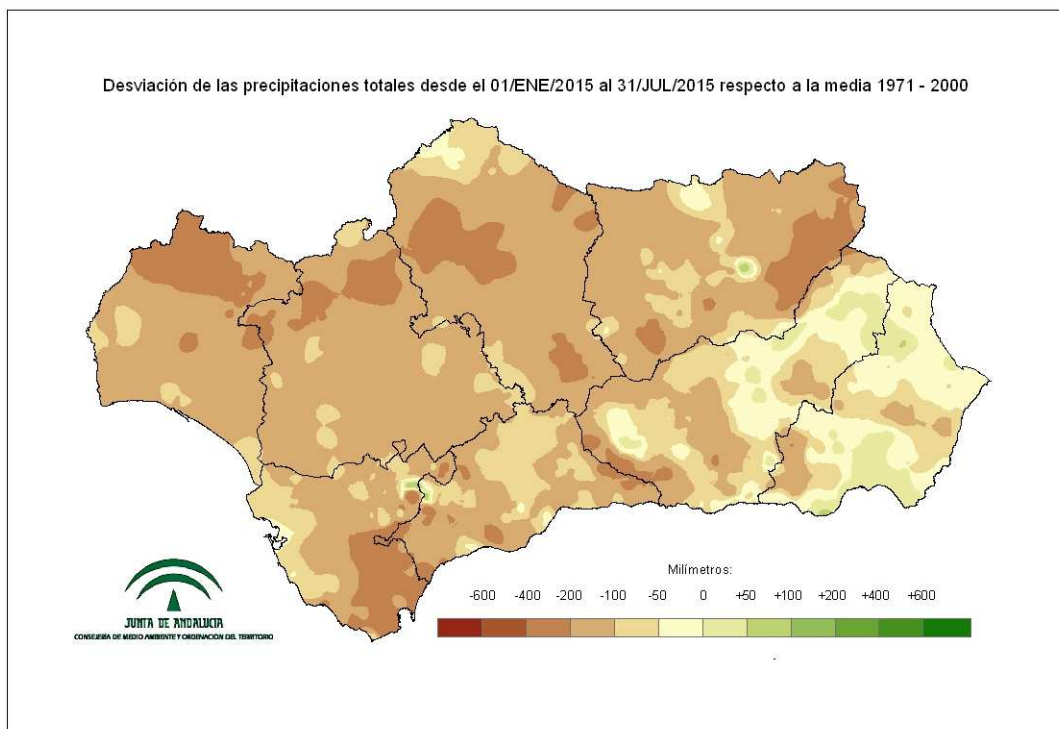 Desviación de las precipitaciones totales desde el 01/ENE/2015 al 31/JUL/2015 respecto a la media 1971 - 2000
Milímetros:
-600 -400 -200 -100 -50 0 +50 +100 +200 +400 +600
JUNTA DE ANDALUCIA
CONSEJERÍA DE MEDIO AMBIENTE Y ORDENACIÓN DEL TERRITORIO